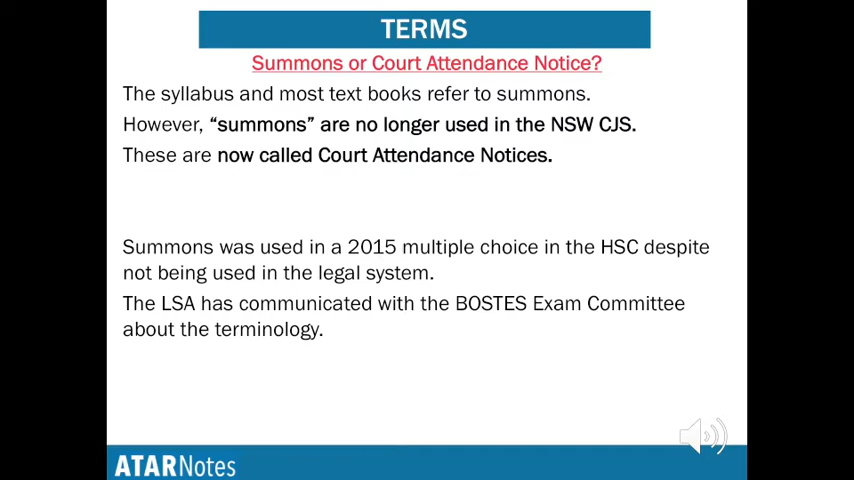 TERMS
Summons or Court Attendance Notice?
The syllabus and most text books refer to summons.
However, “summons” are no longer used in the NSW CJS.
These are now called Court Attendance Notices.
Summons was used in a 2015 multiple choice in the HSC despite
not being used in the legal system.
The LSA has communicated with the BOSTES Exam Committee
about the terminology.
ATARNotes